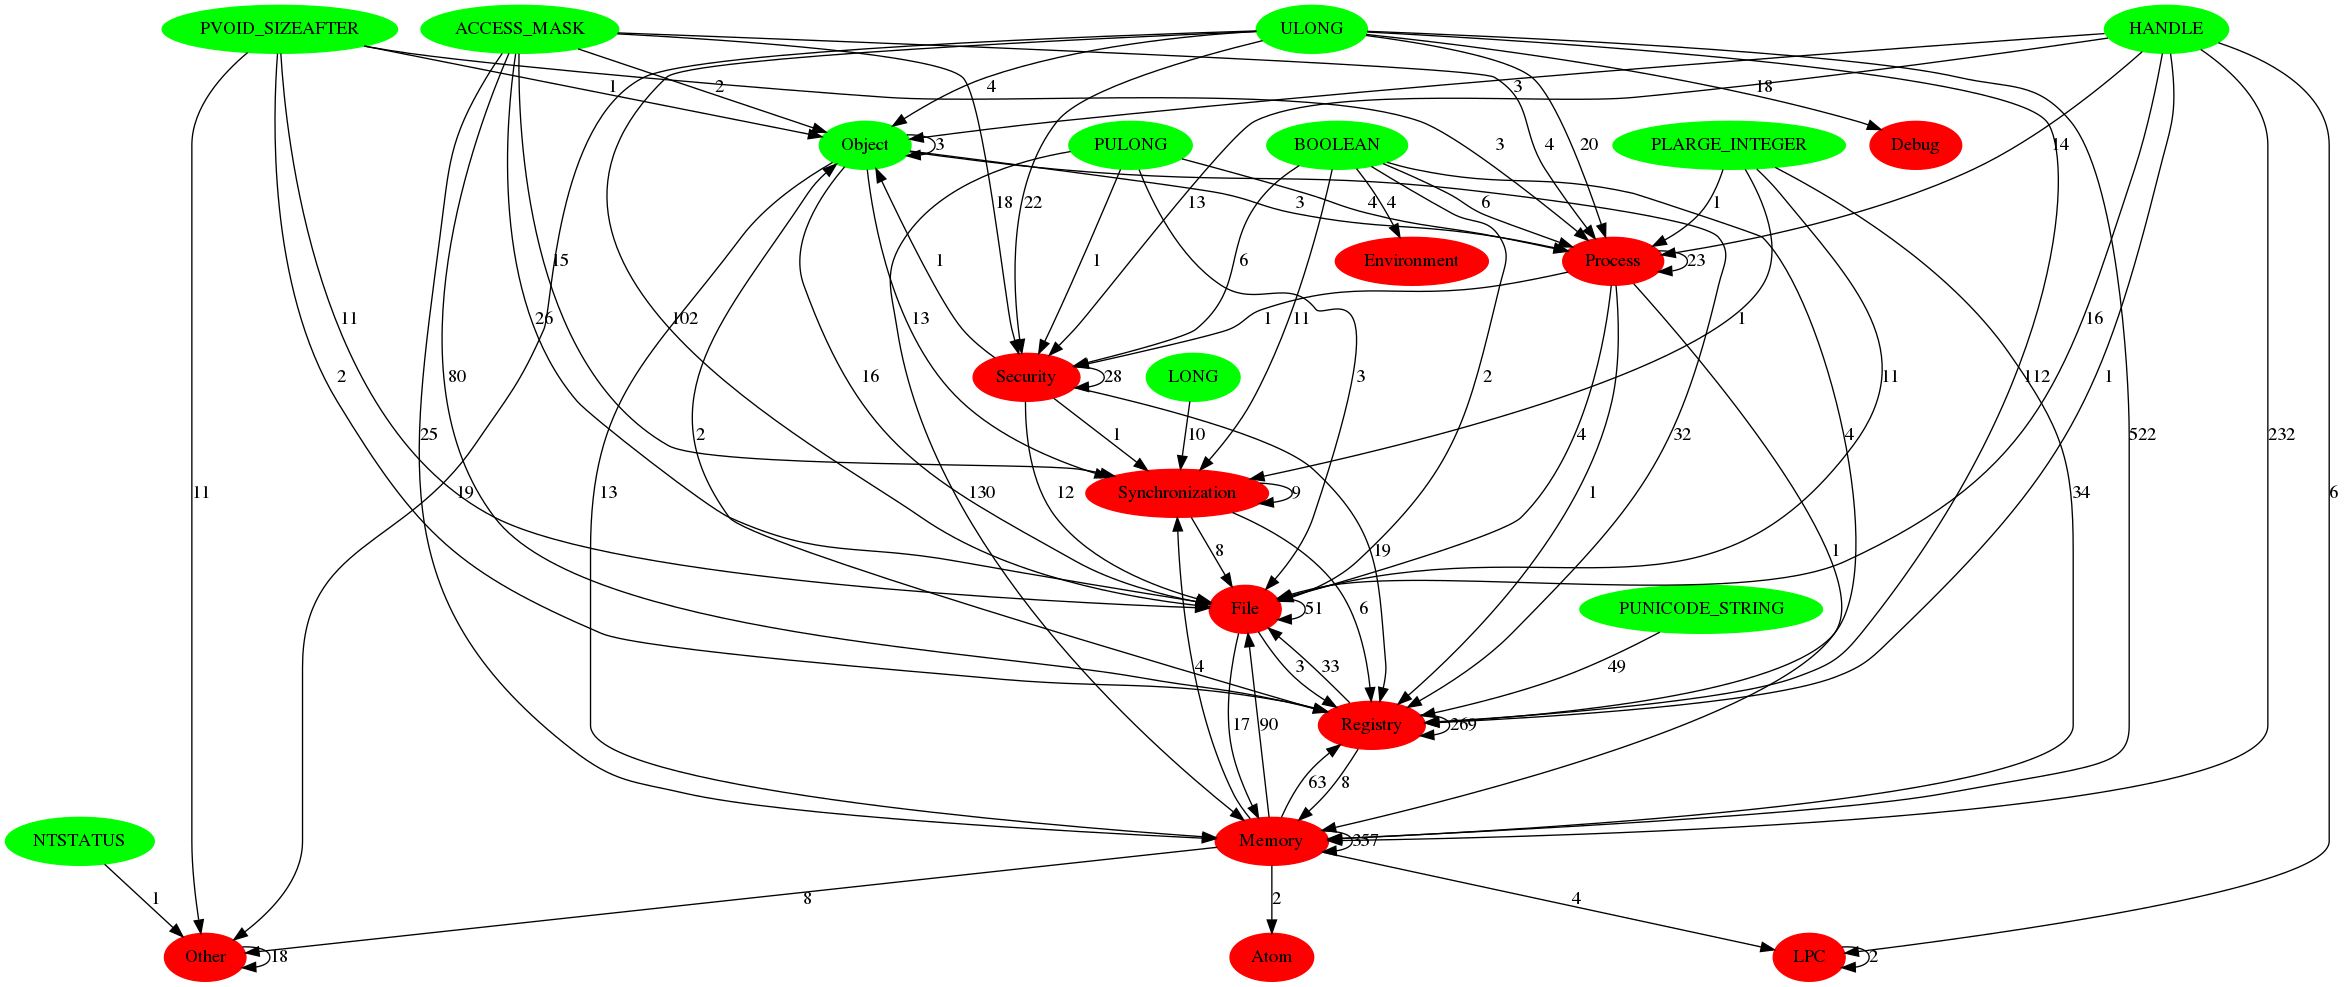 PVOID_SIZEAFTER ACCESS_MASK ULONG HANDLE
1 2 4 3 18
Object 3 PULONG BOOLEAN PLARGE_INTEGER Debug
3 4 20 14
18 22 13 4 4 6 3 1
15 1 1 6 Environment Process 23
11 26 102 13 1 11 1 16
2 80 16 Security 28 LONG 3 2 11 112 1
25 2 1 10 4 32 4 522 232
11 13 19 130 12 Synchronization 9 1 34 6
8 19 1
File 51 6 PUNICODE_STRING
4 3 33 49
17 90 Registry 269
63 8
NTSTATUS Memory 357
1 8 2 4
Other 18 Atom LPC 2